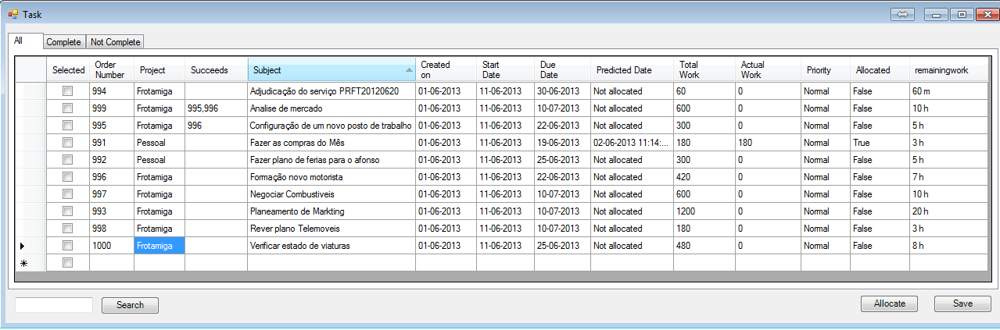 Task
All Complete Not Complete
Selected Order Number Project Succeeds Subject Created on Start Date Due Date Predicted Date Total Work Actual Work Priority Allocated remainingwork
994 Frotamiga Adjudicação do serviço PRFT20120620 01-06-2013 11-06-2013 30-06-2013 Not allocated 60 0 Normal False 60 m
999 Frotamiga 995,996 Analise de mercado 01-06-2013 11-06-2013 10-07-2013 Not allocated 600 0 Normal False 10 h
995 Frotamiga 996 Configuração de um novo posto de trabalho 01-06-2013 11-06-2013 22-06-2013 Not allocated 300 0 Normal False 5 h
991 Pessoal Fazer as compras do Mês 01-06-2013 11-06-2013 19-06-2013 02-06-2013 11:14:... 180 180 Normal True 3 h
992 Pessoal Fazer plano de ferias para o afonso 01-06-2013 11-06-2013 25-06-2013 Not allocated 300 0 Normal False 5 h
996 Frotamiga Formação novo motorista 01-06-2013 11-06-2013 22-06-2013 Not allocated 420 0 Normal False 7 h
997 Frotamiga Negociar Combustiveis 01-06-2013 11-06-2013 10-07-2013 Not allocated 600 0 Normal False 10 h
993 Frotamiga Planeamento de Markting 01-06-2013 11-06-2013 10-07-2013 Not allocated 1200 0 Normal False 20 h
998 Frotamiga Rever plano Telemoveis 01-06-2013 11-06-2013 10-07-2013 Not allocated 180 0 Normal False 3 h
1000 Frotamiga Verificar estado de viaturas 01-06-2013 11-06-2013 25-06-2013 Not allocated 480 0 Normal False 8 h
Search Allocate Save